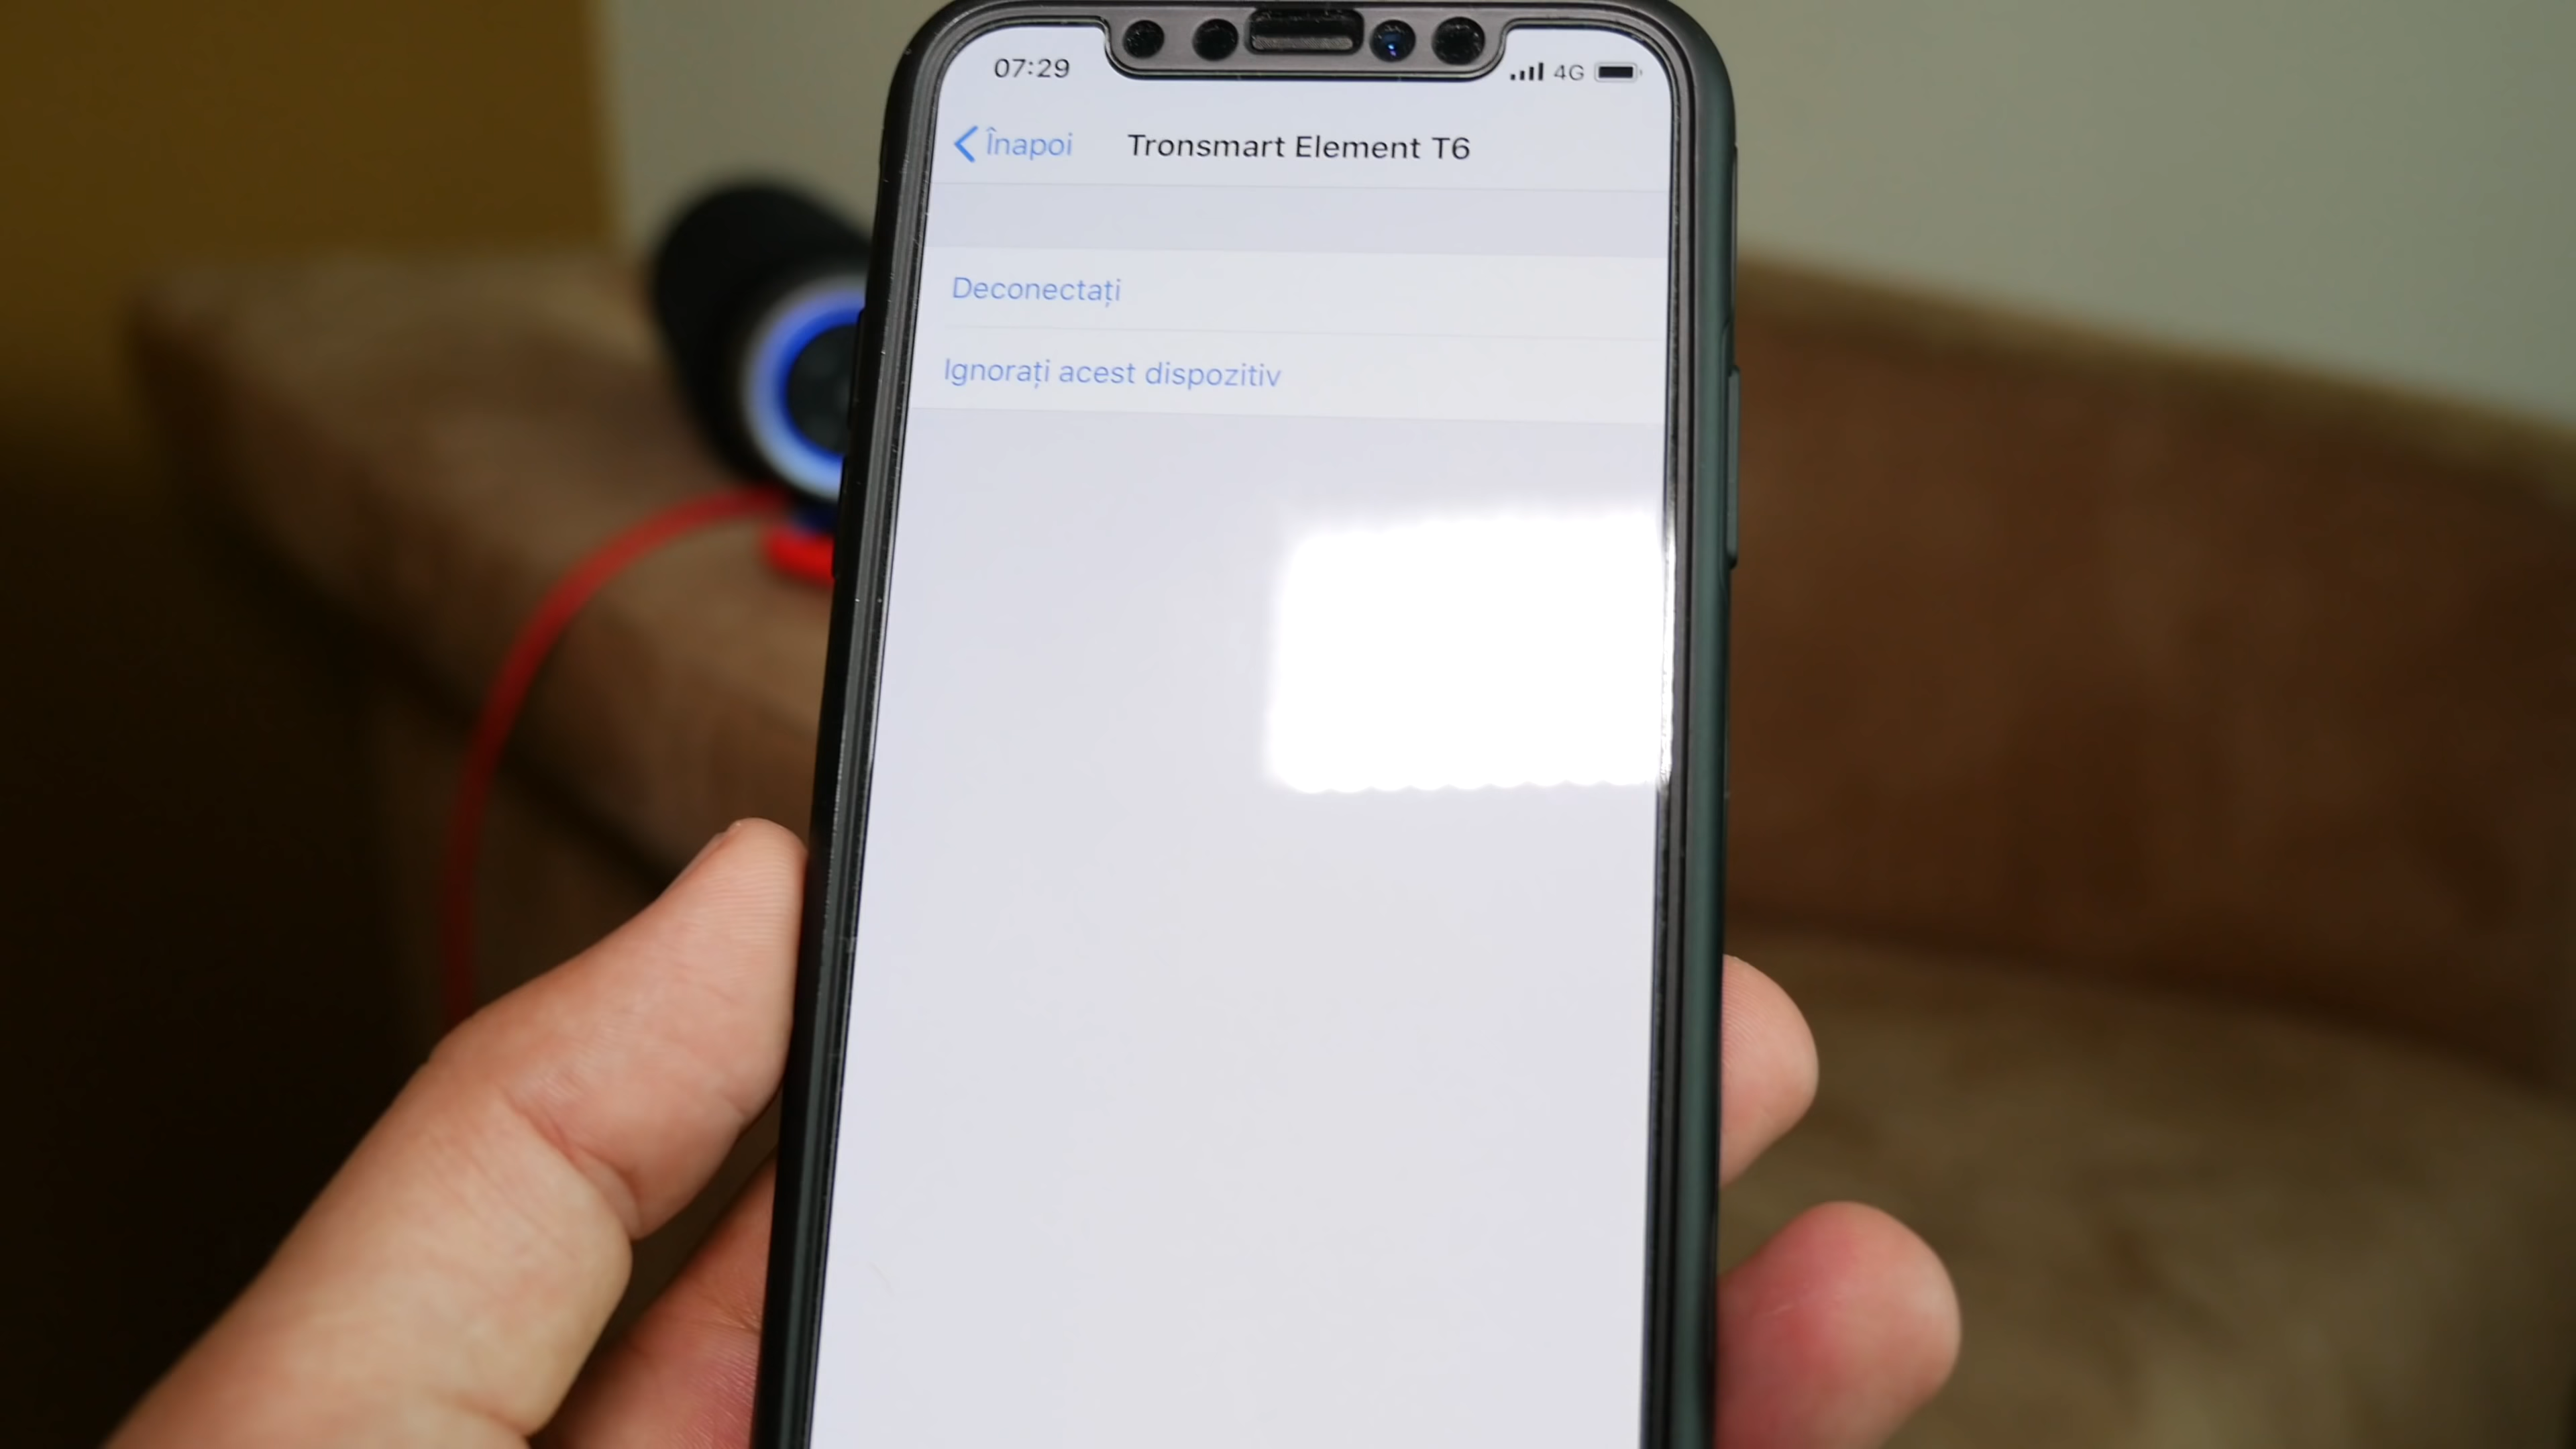 07:29 4G
Înapoi Tronsmart Element T6
Deconectați
Ignorați acest dispozitiv